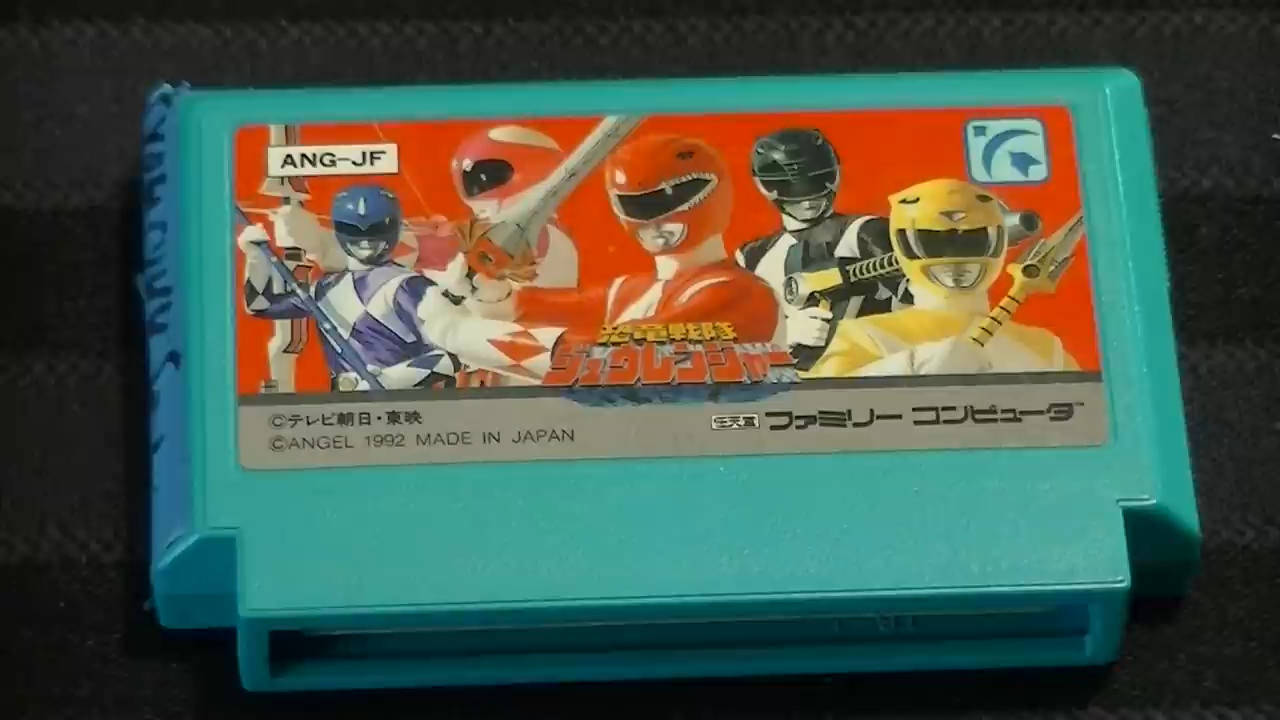 ANG-JF
恐竜戦隊
ジュウレンジャー
©テレビ朝日・東映
©ANGEL 1992 MADE IN JAPAN
任天堂 ファミリー コンピュータ™